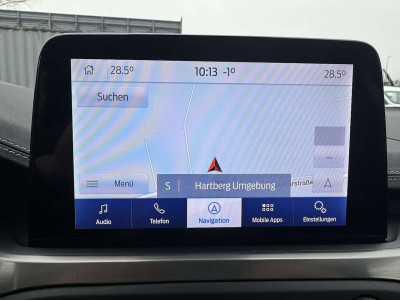 28.5° 10:13 -1° 28.5°
Suchen
Menü
S Hartberg Umgebung
Audio Telefon Navigation Mobile Apps Einstellungen